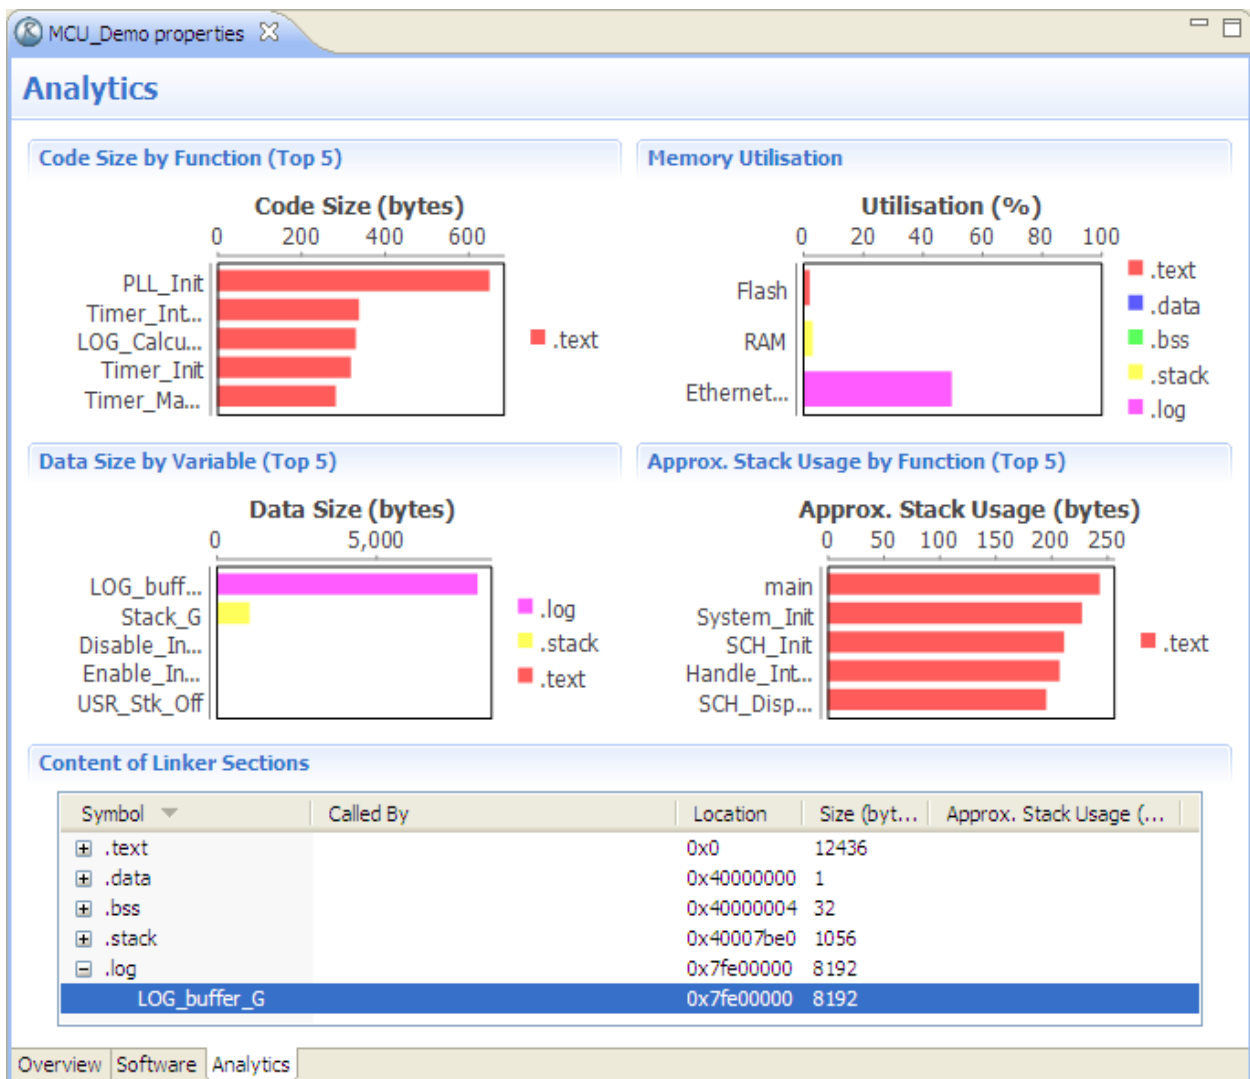 MCU_Demo properties
Analytics
Code Size by Function (Top 5)
Code Size (bytes)
0 200 400 600
PLL_Init
Timer_Int...
LOG_Calcu...
Timer_Init
Timer_Ma...
.text
Memory Utilisation
Utilisation (%)
0 20 40 60 80 100
Flash
RAM
Ethernet...
.text
.data
.bss
.stack
.log
Data Size by Variable (Top 5)
Data Size (bytes)
0 5,000
LOG_buff...
Stack_G
Disable_In...
Enable_In...
USR_Stk_Off
.log
.stack
.text
Approx. Stack Usage by Function (Top 5)
Approx. Stack Usage (bytes)
0 50 100 150 200 250
main
System_Init
SCH_Init
Handle_Int...
SCH_Disp...
.text
Content of Linker Sections
Symbol Called By Location Size (byt... Approx. Stack Usage (...
.text 0x0 12436
.data 0x40000000 1
.bss 0x40000004 32
.stack 0x40007be0 1056
.log 0x7fe00000 8192
LOG_buffer_G 0x7fe00000 8192
Overview Software Analytics